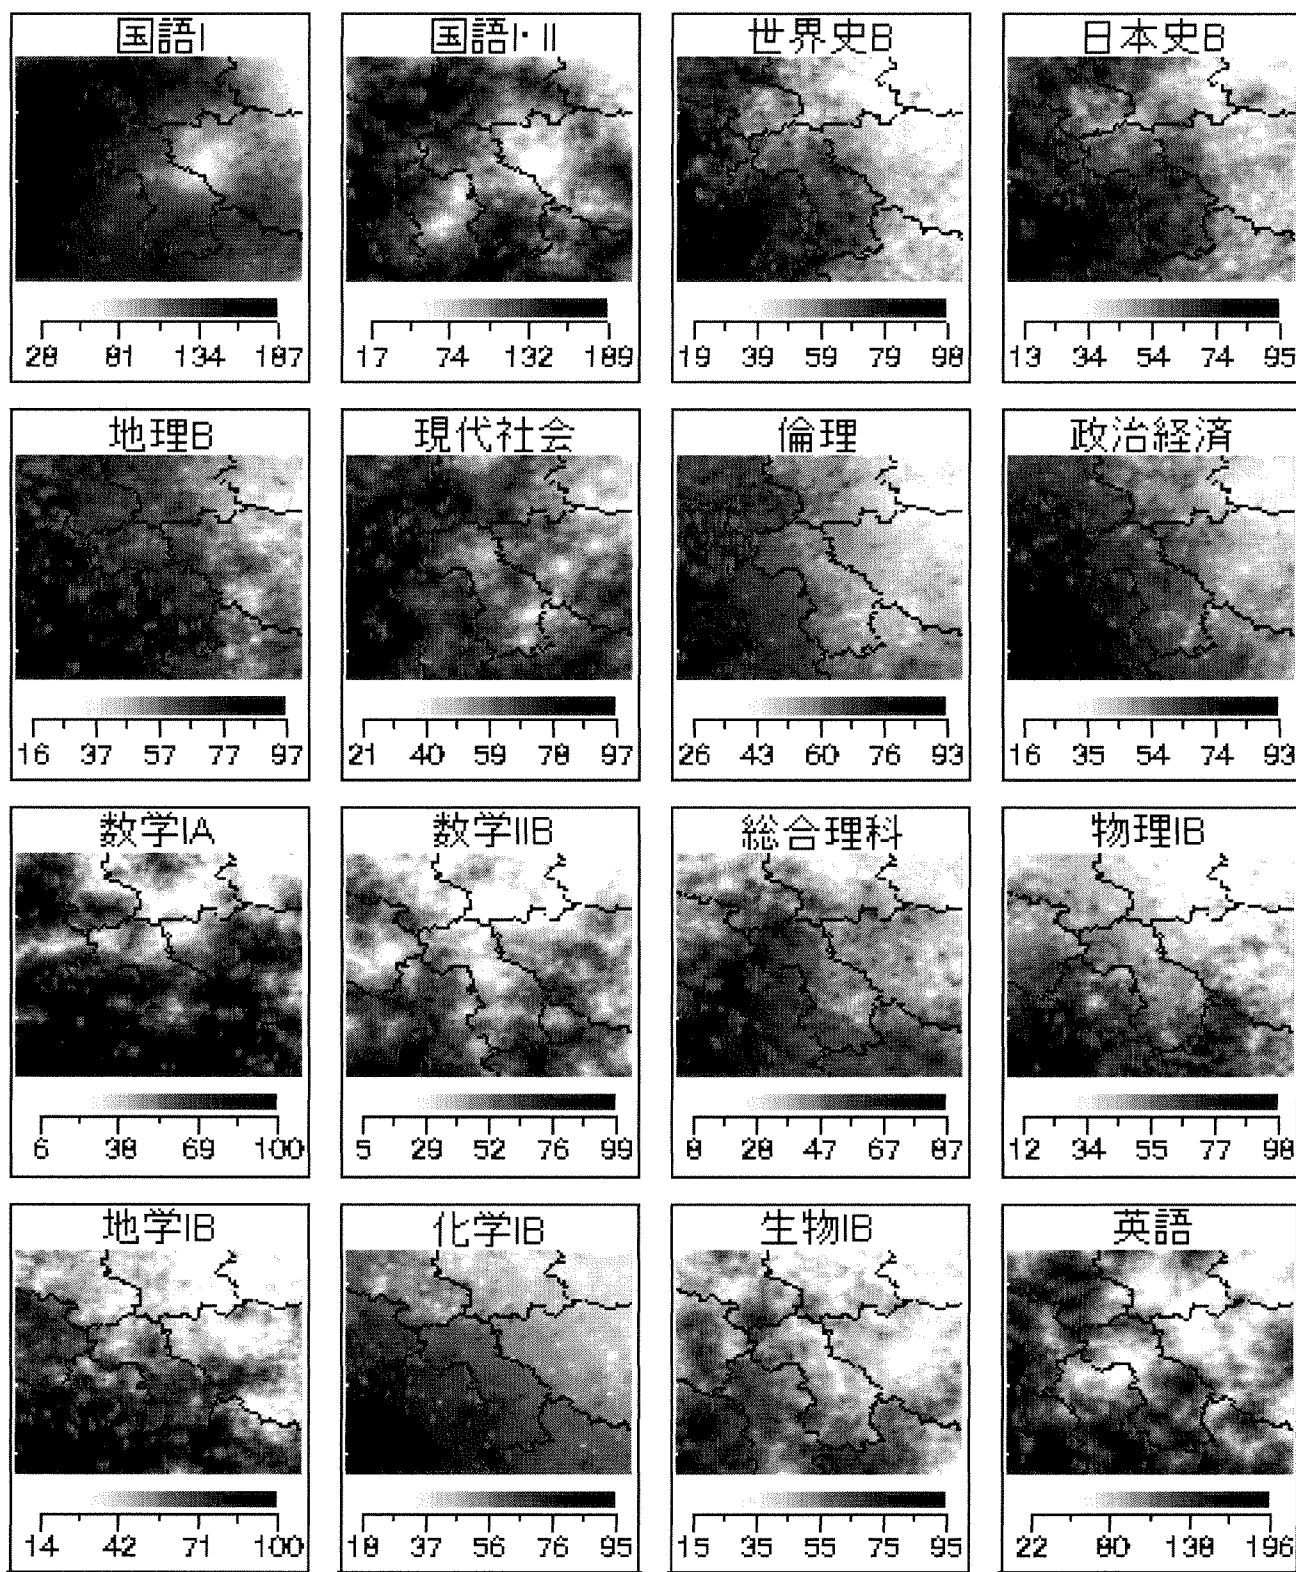 国語I
28 81 134 187
国語I・II
17 74 132 189
世界史B
19 39 59 79 98
日本史B
13 34 54 74 95
地理B
16 37 57 77 97
現代社会
21 40 59 78 97
倫理
26 43 60 76 93
政治経済
16 35 54 74 93
数学IA
6 38 69 100
数学IIB
5 29 52 76 99
総合理科
8 28 47 67 87
物理IB
12 34 55 77 98
地学IB
14 42 71 100
化学IB
18 37 56 76 95
生物IB
15 35 55 75 95
英語
22 80 138 196